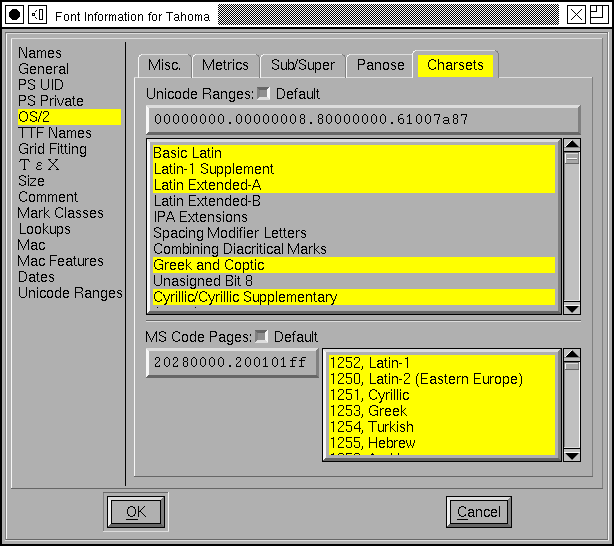 Font Information for Tahoma
Names
General
PS UID
PS Private
OS/2
TTF Names
Grid Fitting
Τ ε Χ
Size
Comment
Mark Classes
Lookups
Mac
Mac Features
Dates
Unicode Ranges
Misc. Metrics Sub/Super Panose Charsets
Unicode Ranges: Default
00000000.00000008.80000000.61007a87
Basic Latin
Latin-1 Supplement
Latin Extended-A
Latin Extended-B
IPA Extensions
Spacing Modifier Letters
Combining Diacritical Marks
Greek and Coptic
Unasigned Bit 8
Cyrillic/Cyrillic Supplementary
MS Code Pages: Default
20280000.200101ff
1252, Latin-1
1250, Latin-2 (Eastern Europe)
1251, Cyrillic
1253, Greek
1254, Turkish
1255, Hebrew
OK Cancel